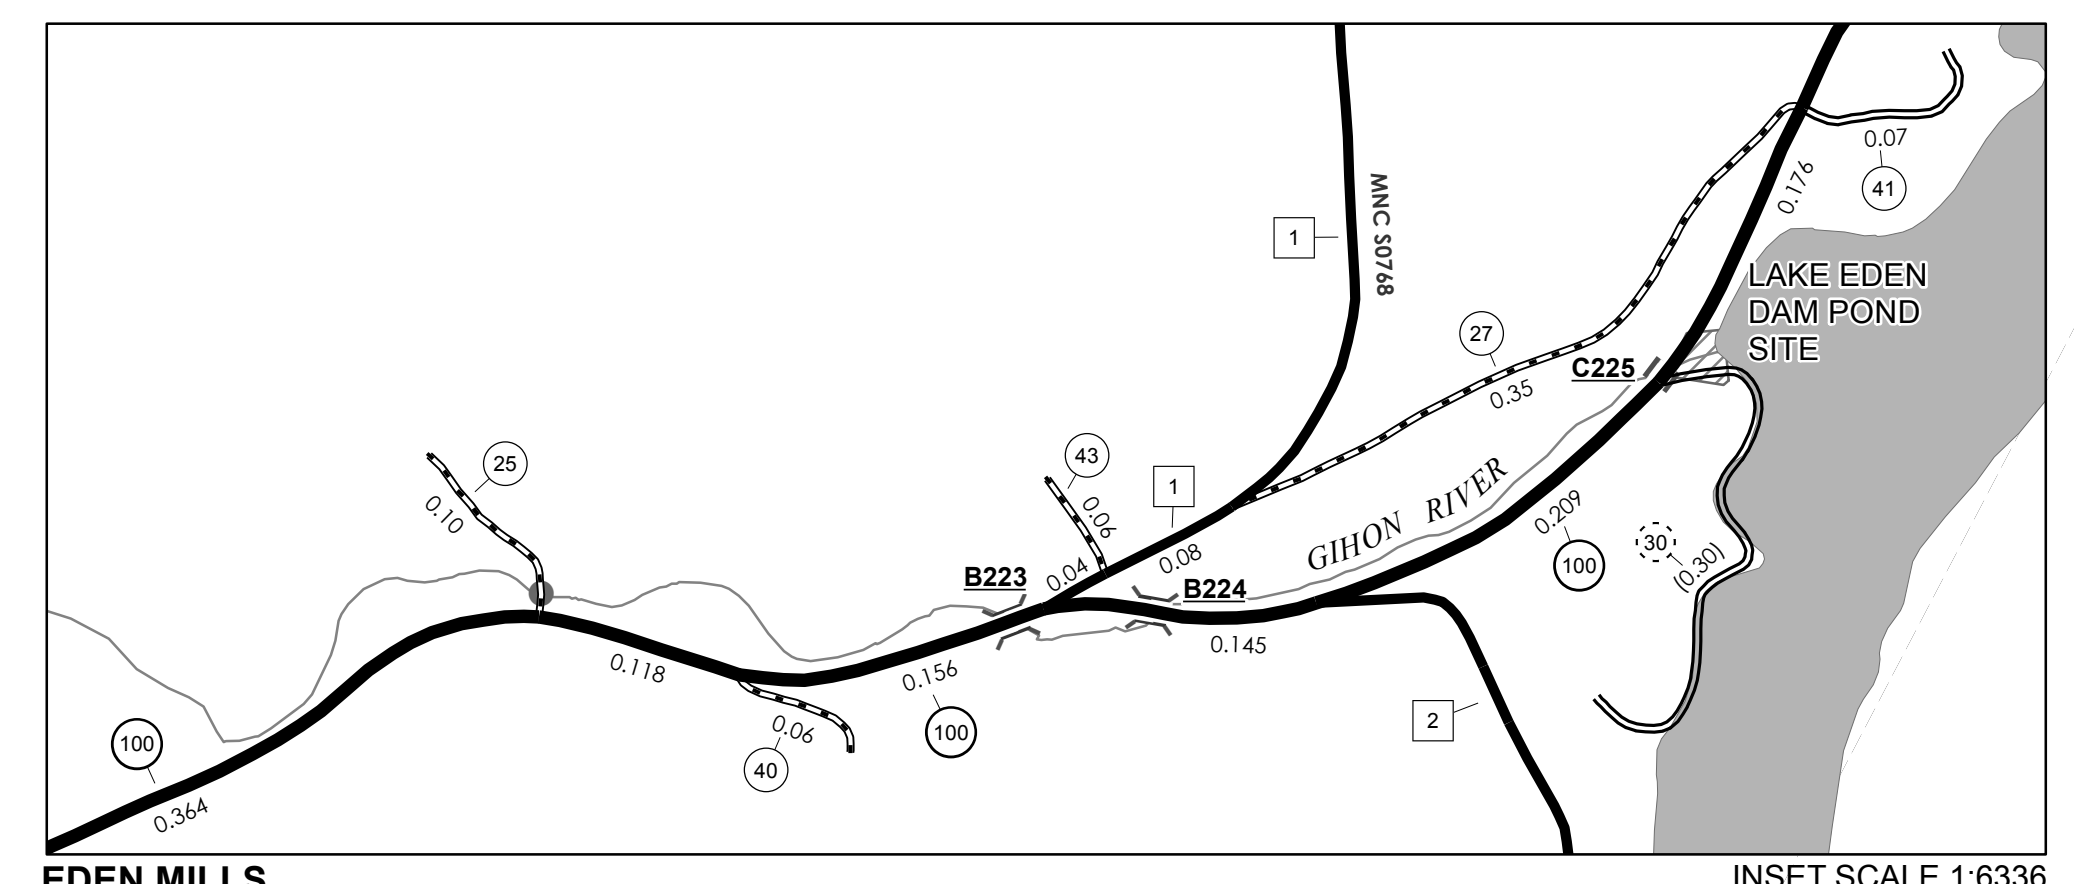 0.07
41
0.176
1
MNC S0768
LAKE EDEN
DAM POND
SITE
27
C225
0.35
25
0.10
43
0.06
1
0.08
GIHON RIVER
0.209
100
30
(0.30)
B223
0.04
B224
0.145
0.118
0.156
100
2
0.06
40
100
0.364
EDEN MILLS
INSET SCALE 1:6336